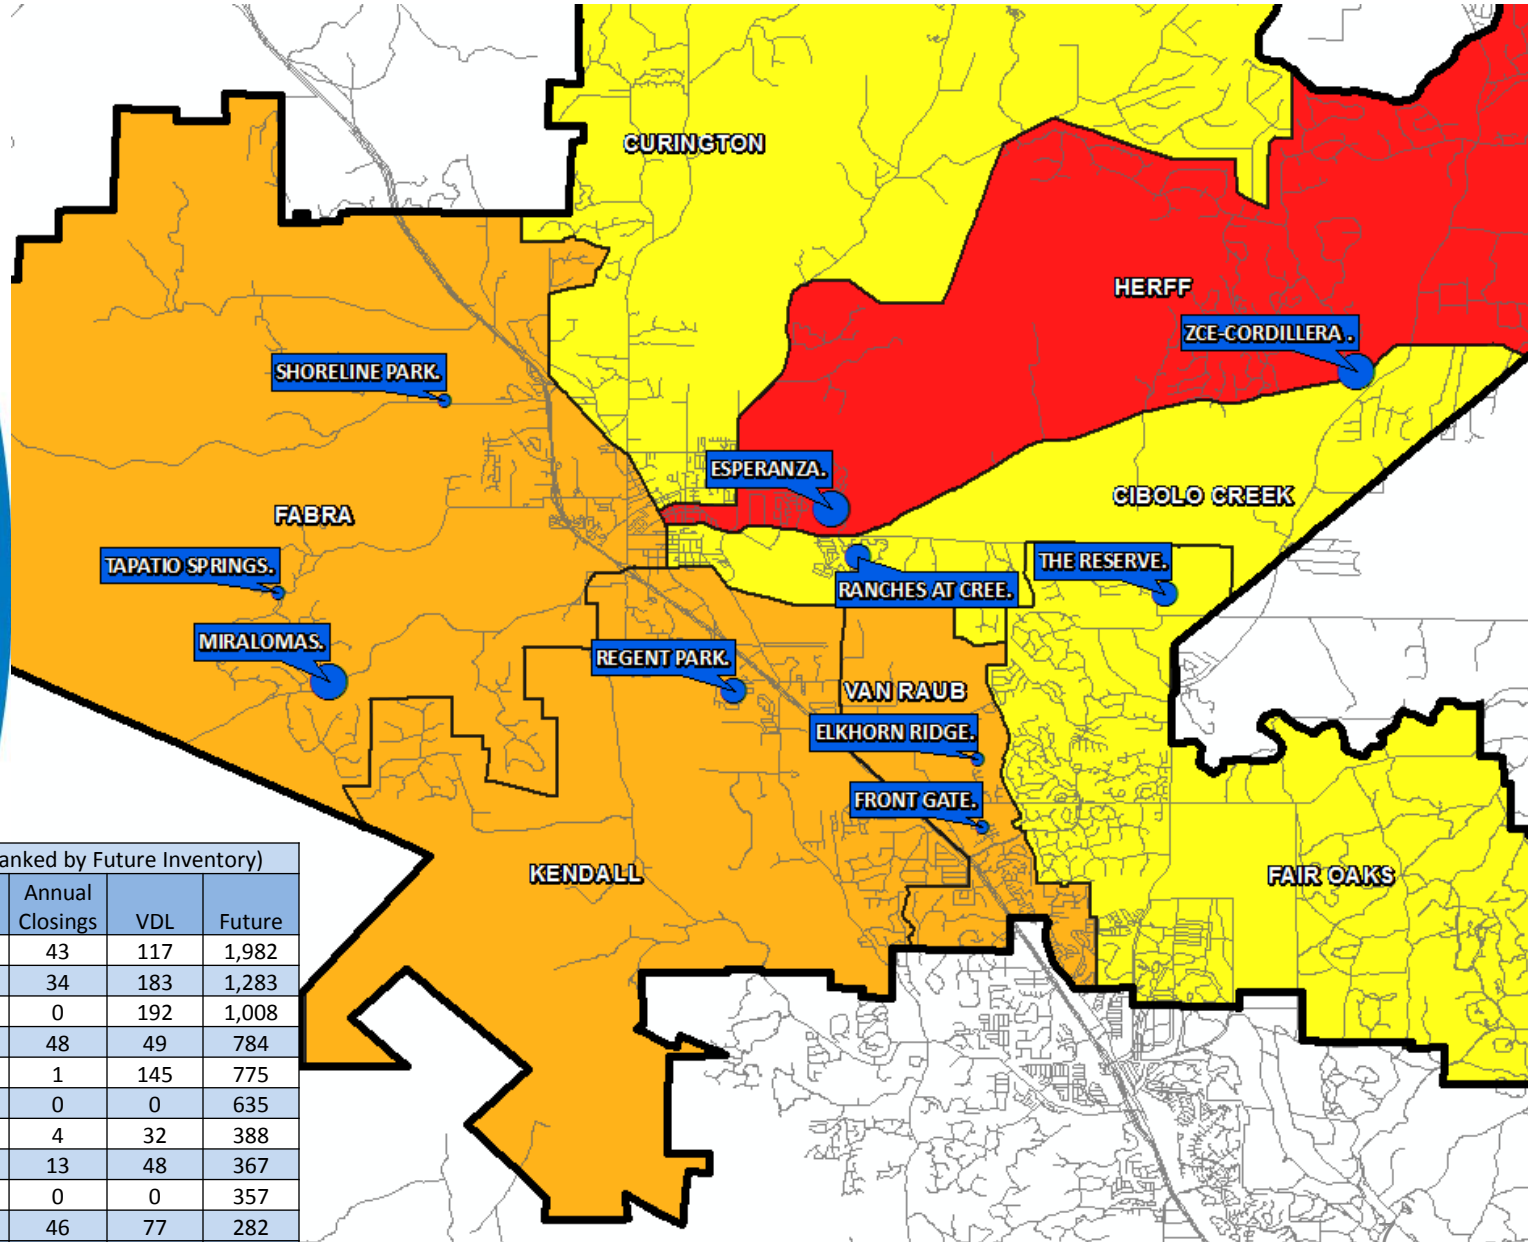 CURINGTON
HERFF
ZCE-CORDILLERA .
SHORELINE PARK.
ESPERANZA.
CIBOLO CREEK
FABRA
TAPATIO SPRINGS.
THE RESERVE.
RANCHES AT CREE.
MIRALOMAS.
REGENT PARK.
VAN RAUB
ELKHORN RIDGE.
FRONT GATE.
KENDALL
FAIR OAKS
anked by Future Inventory)
Annual Closings VDL Future
43 117 1,982
34 183 1,283
0 192 1,008
48 49 784
1 145 775
0 0 635
4 32 388
13 48 367
0 0 357
46 77 282